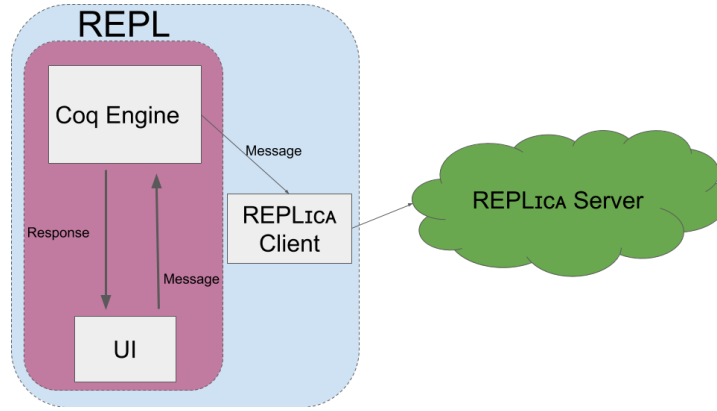 REPL
Coq Engine
Message
REPLICA
Client
REPLICA Server
Response
Message
UI